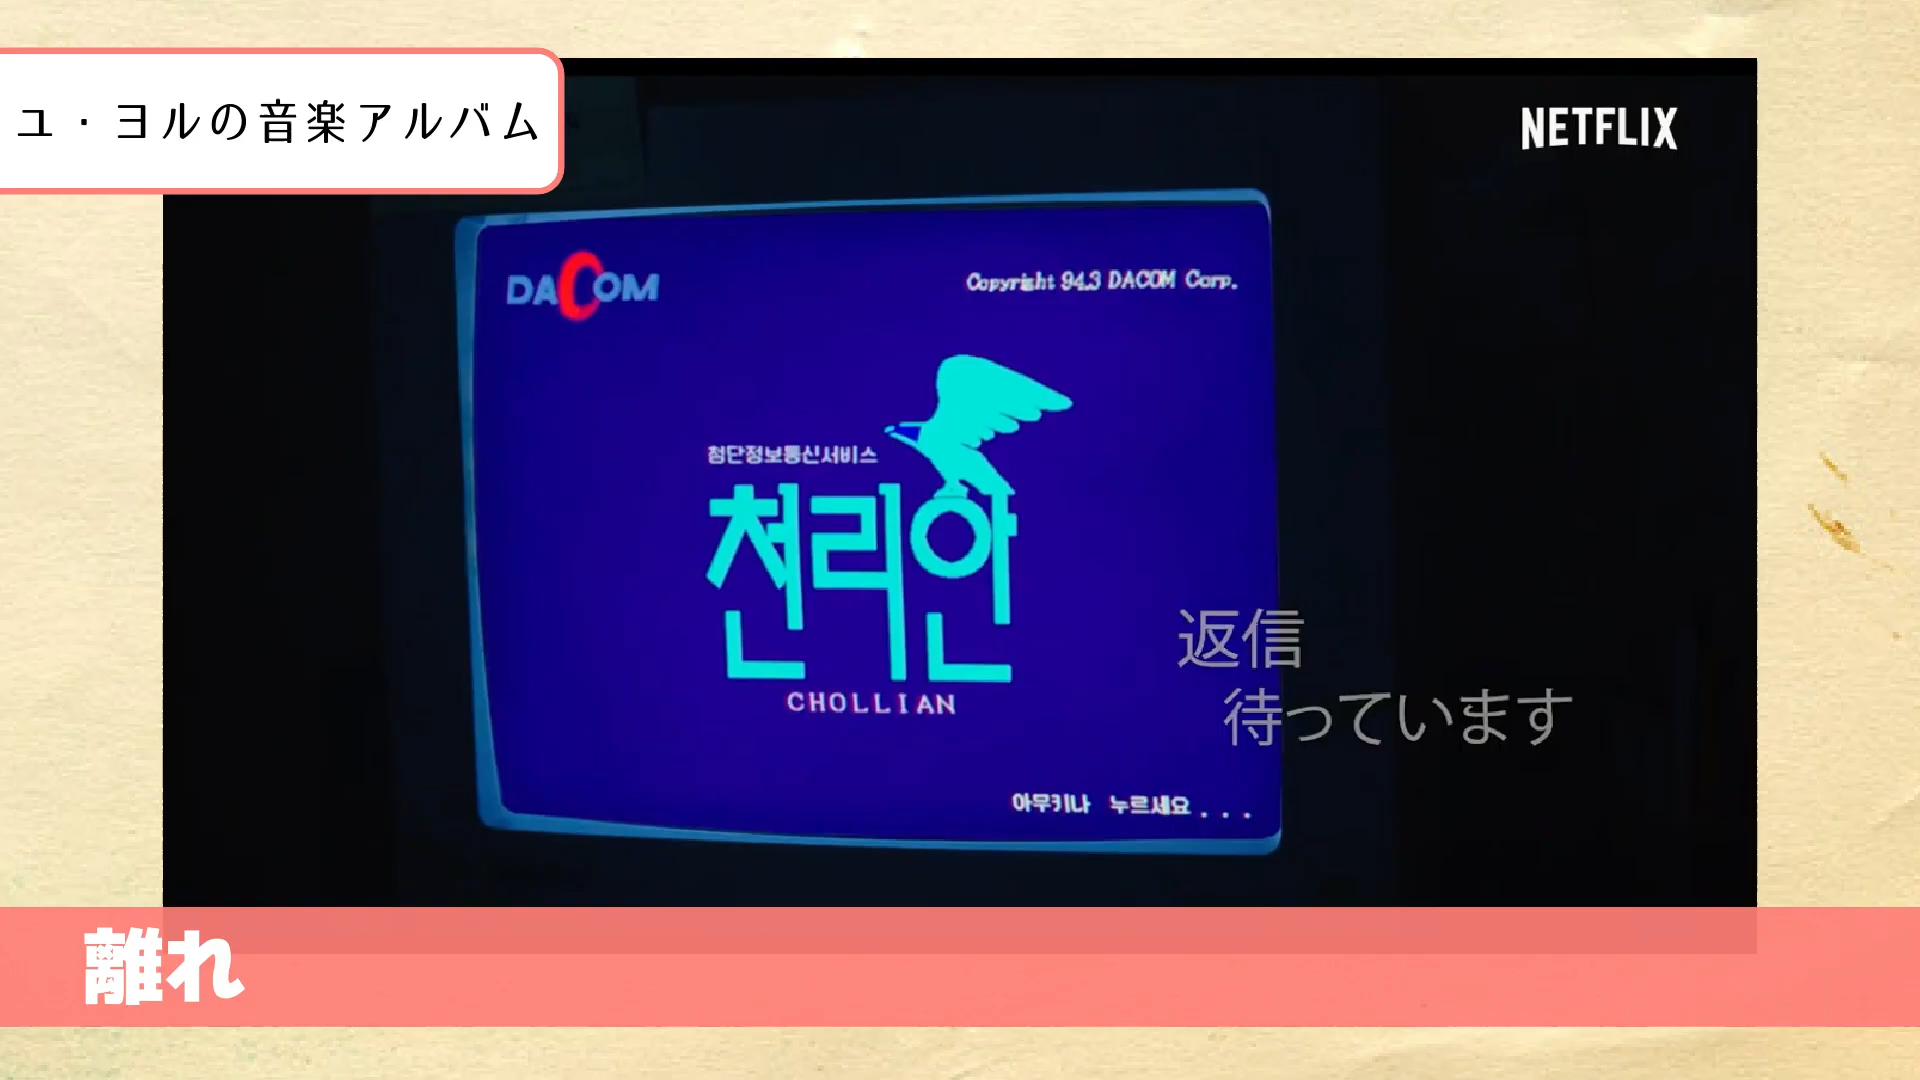 ユ・ヨルの音楽アルバム
NETFLIX
DACOM
Copyright 94.3 DACOM Corp.
첨단정보통신서비스
천리안
CHOLLIAN
返信
待っています
아무키나 누르세요 . . .
離れ